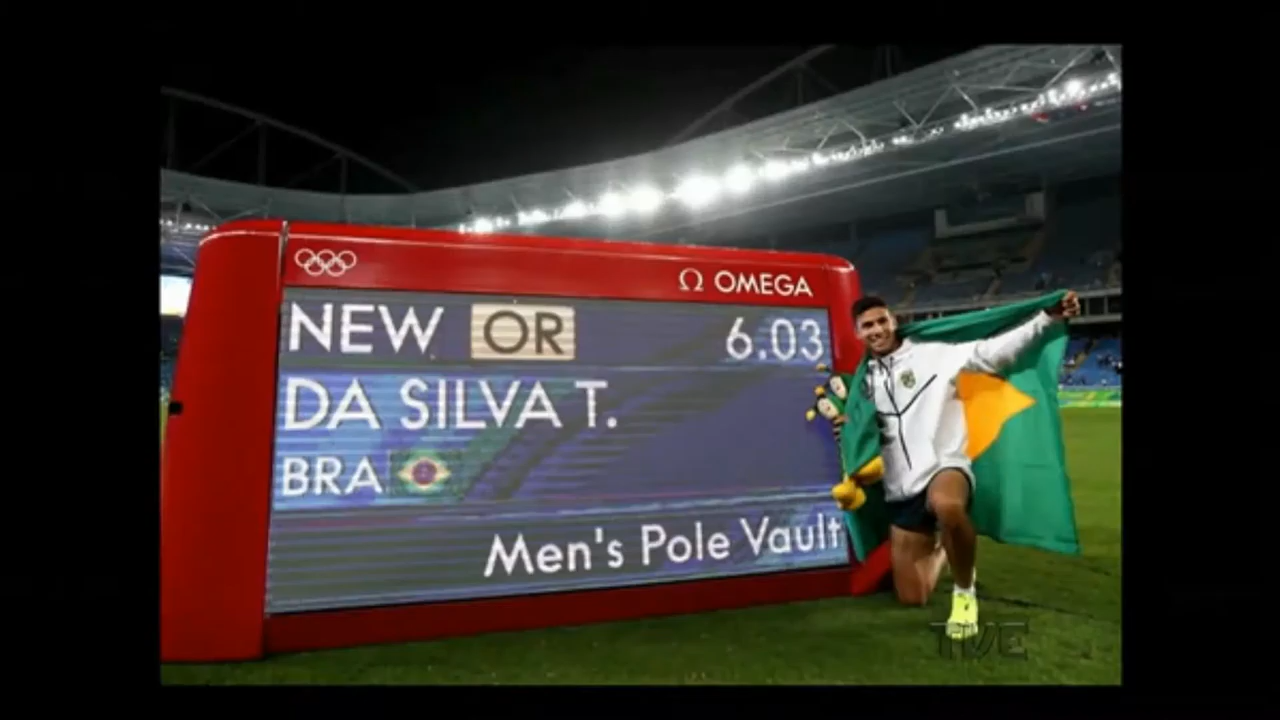 Ω OMEGA
NEW OR 6.03
DA SILVA T.
BRA
Men's Pole Vault
TVE